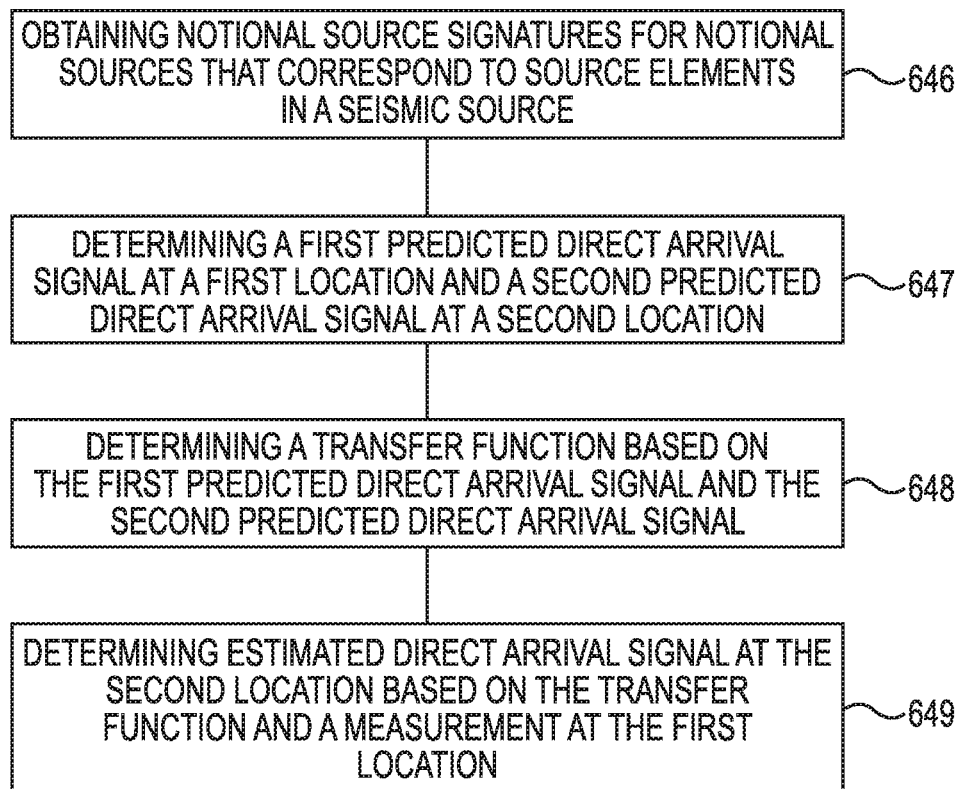 OBTAINING NOTIONAL SOURCE SIGNATURES FOR NOTIONAL
SOURCES THAT CORRESPOND TO SOURCE ELEMENTS
IN A SEISMIC SOURCE
646
DETERMINING A FIRST PREDICTED DIRECT ARRIVAL
SIGNAL AT A FIRST LOCATION AND A SECOND PREDICTED
DIRECT ARRIVAL SIGNAL AT A SECOND LOCATION
647
DETERMINING A TRANSFER FUNCTION BASED ON
THE FIRST PREDICTED DIRECT ARRIVAL SIGNAL AND THE
SECOND PREDICTED DIRECT ARRIVAL SIGNAL
648
DETERMINING ESTIMATED DIRECT ARRIVAL SIGNAL AT THE
SECOND LOCATION BASED ON THE TRANSFER
FUNCTION AND A MEASUREMENT AT THE FIRST
LOCATION
649